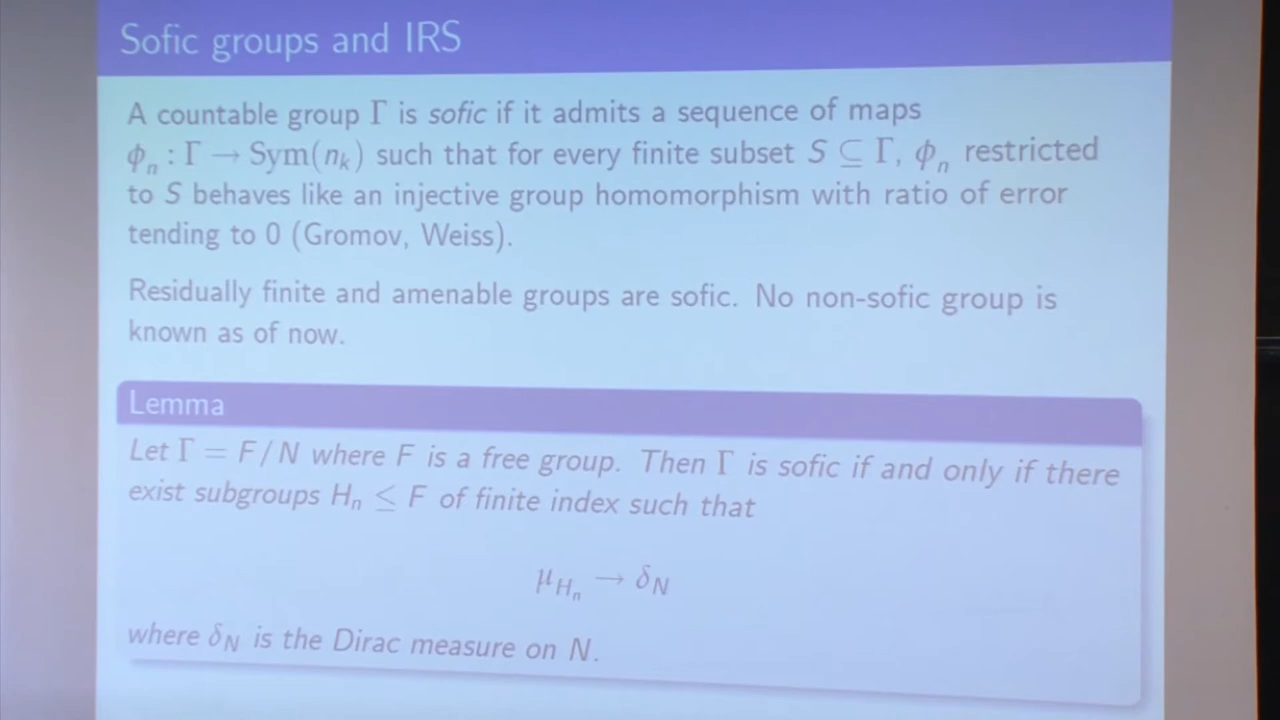 Sofic groups and IRS
A countable group Γ is sofic if it admits a sequence of maps
ϕₙ : Γ → Sym(nₖ) such that for every finite subset S ⊆ Γ, ϕₙ restricted
to S behaves like an injective group homomorphism with ratio of error
tending to 0 (Gromov, Weiss).
Residually finite and amenable groups are sofic. No non-sofic group is
known as of now.
Lemma
Let Γ = F/N where F is a free group. Then Γ is sofic if and only if there
exist subgroups Hₙ ≤ F of finite index such that
μ_{Hₙ} → δ_N
where δ_N is the Dirac measure on N.